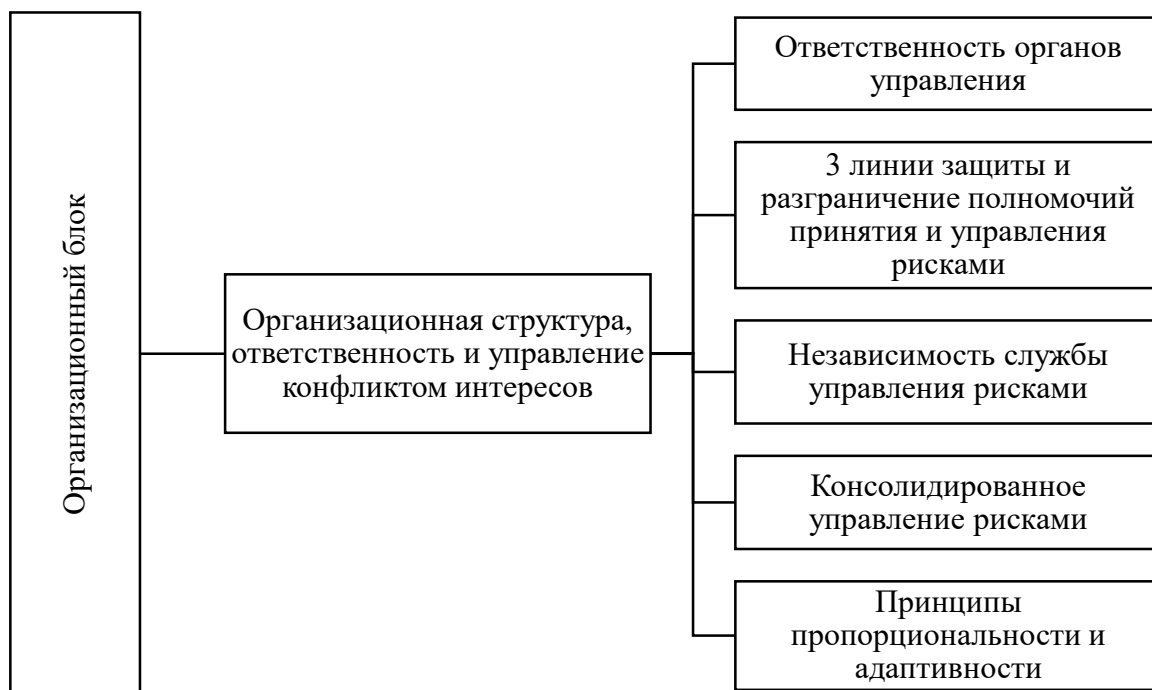 Организационный блок
Организационная структура,
ответственность и управление
конфликтом интересов
Ответственность органов
управления
3 линии защиты и
разграничение полномочий
принятия и управления
рисками
Независимость службы
управления рисками
Консолидированное
управление рисками
Принципы
пропорциональности и
адаптивности